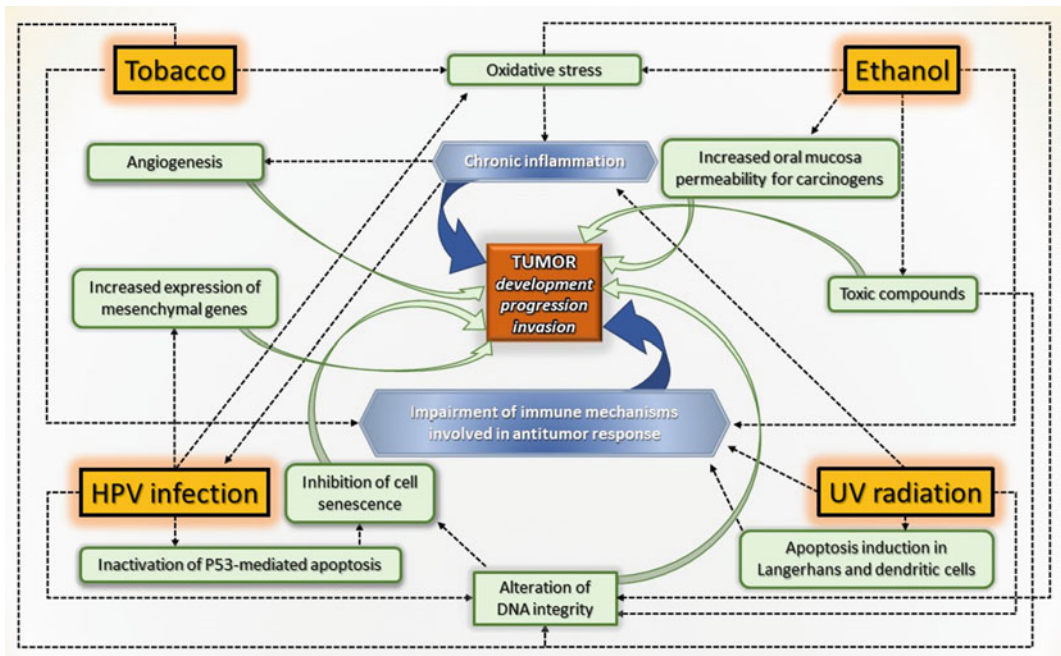 Tobacco
Oxidative stress
Ethanol
Angiogenesis
Chronic inflammation
Increased oral mucosa
permeability for carcinogens
TUMOR
development
progression
invasion
Increased expression of
mesenchymal genes
Toxic compounds
Impairment of immune mechanisms
involved in antitumor response
HPV infection
Inhibition of cell
senescence
UV radiation
Inactivation of P53-mediated apoptosis
Apoptosis induction in
Langerhans and dendritic cells
Alteration of
DNA integrity